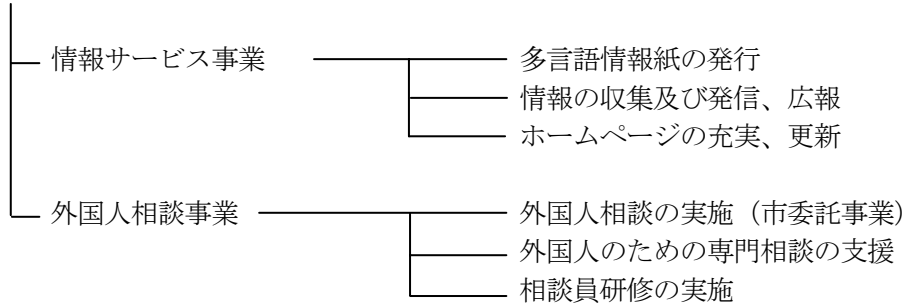 情報サービス事業
多言語情報紙の発行
情報の収集及び発信、広報
ホームページの充実、更新
外国人相談事業
外国人相談の実施（市委託事業）
外国人のための専門相談の支援
相談員研修の実施